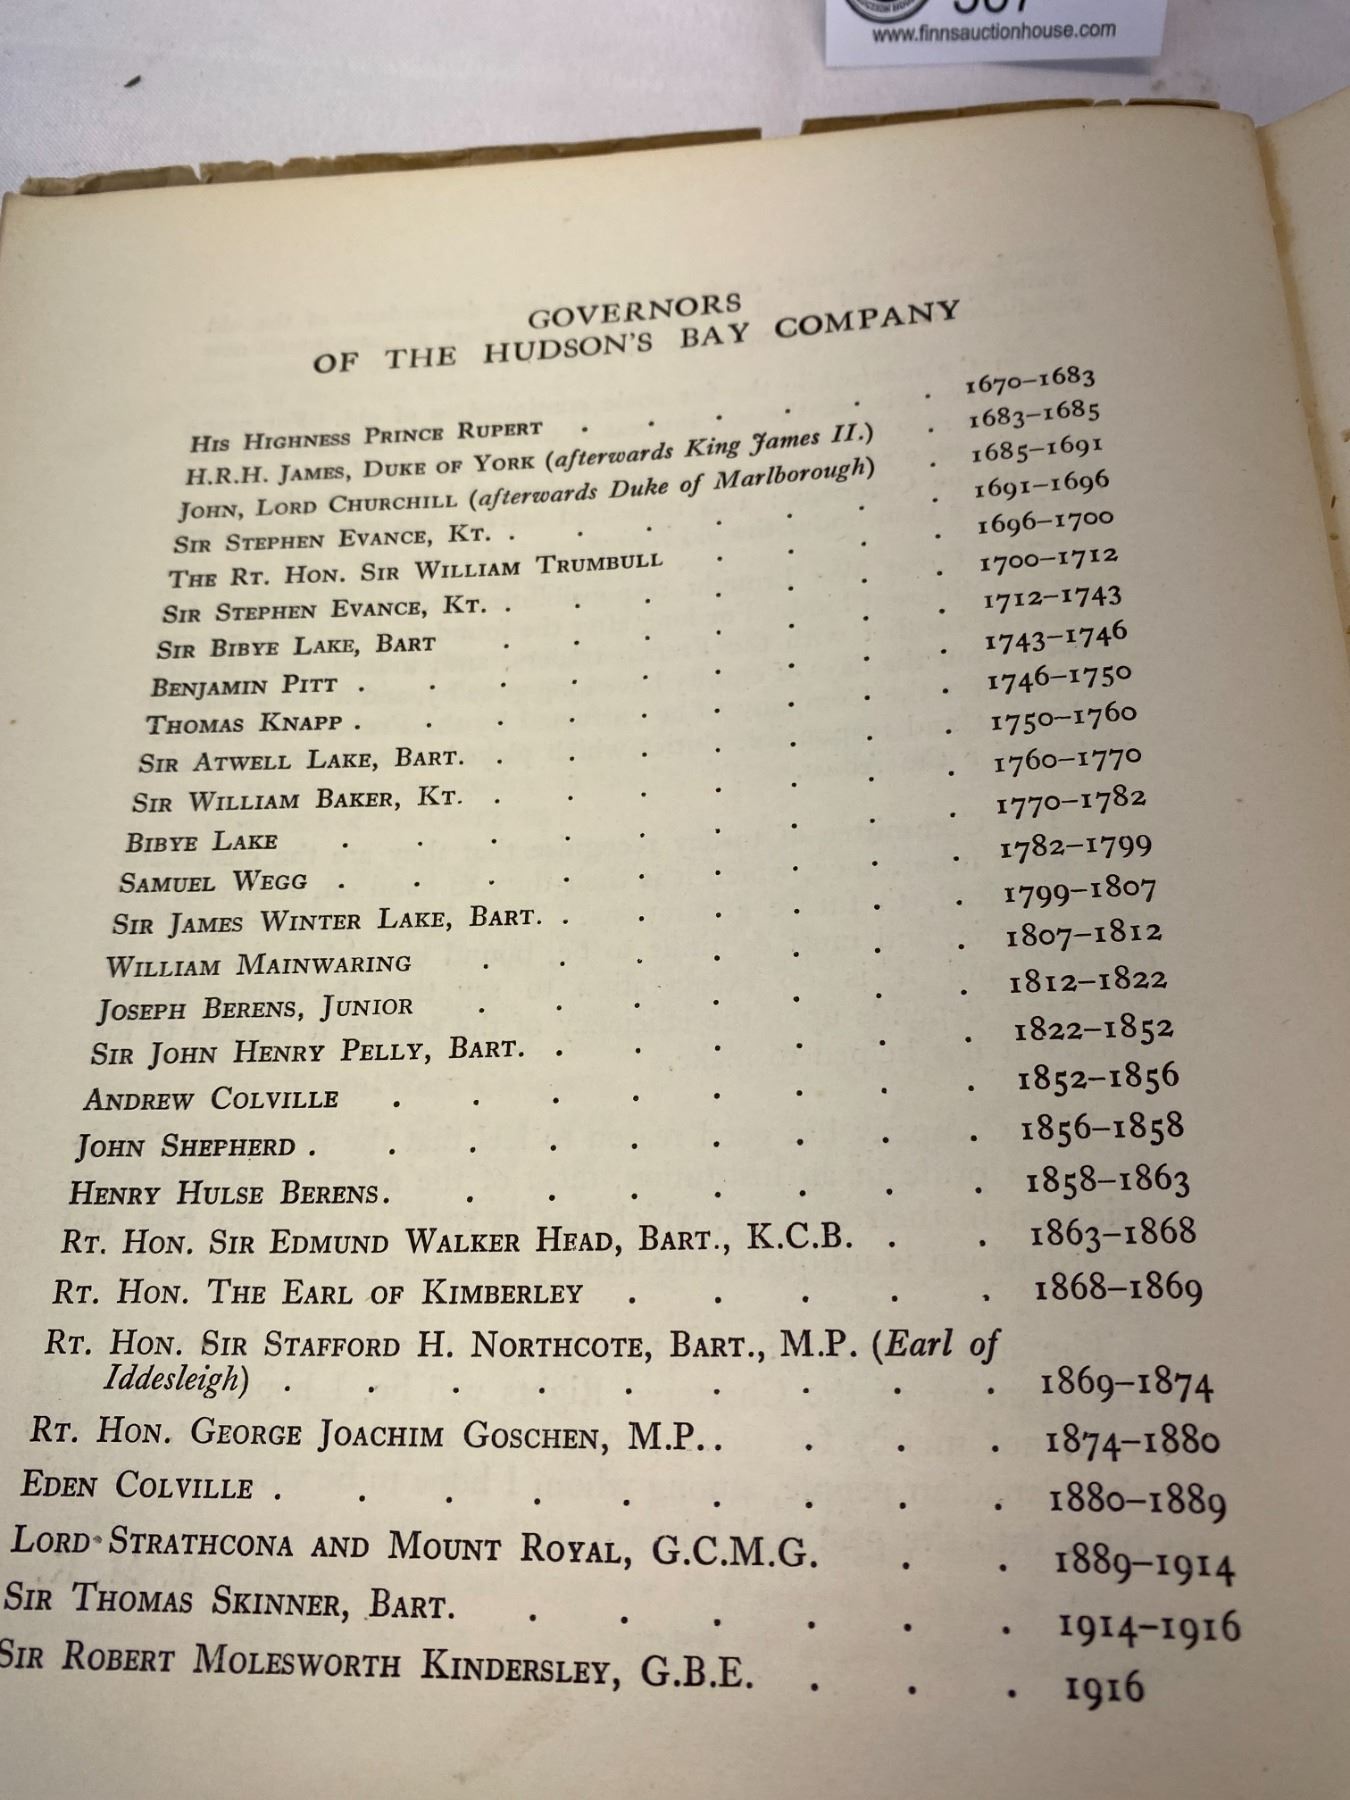 www.finnsauctionhouse.com
GOVERNORS
OF THE HUDSON'S BAY COMPANY
HIS HIGHNESS PRINCE RUPERT . . . . . . 1670–1683
H.R.H. JAMES, DUKE OF YORK (afterwards King James II.) . 1683–1685
JOHN, LORD CHURCHILL (afterwards Duke of Marlborough) . 1685–1691
SIR STEPHEN EVANCE, KT. . . . . . . . 1691–1696
THE RT. HON. SIR WILLIAM TRUMBULL . . . . 1696–1700
SIR STEPHEN EVANCE, KT. . . . . . . . 1700–1712
SIR BIBYE LAKE, BART . . . . . . . 1712–1743
BENJAMIN PITT . . . . . . . . . 1743–1746
THOMAS KNAPP . . . . . . . . . 1746–1750
SIR ATWELL LAKE, BART. . . . . . . . 1750–1760
SIR WILLIAM BAKER, KT. . . . . . . . 1760–1770
BIBYE LAKE . . . . . . . . . 1770–1782
SAMUEL WEGG . . . . . . . . . 1782–1799
SIR JAMES WINTER LAKE, BART. . . . . . . 1799–1807
WILLIAM MAINWARING . . . . . . . 1807–1812
JOSEPH BERENS, JUNIOR . . . . . . . 1812–1822
SIR JOHN HENRY PELLY, BART. . . . . . . 1822–1852
ANDREW COLVILLE . . . . . . . . 1852–1856
JOHN SHEPHERD . . . . . . . . . 1856–1858
HENRY HULSE BERENS. . . . . . . . 1858–1863
RT. HON. SIR EDMUND WALKER HEAD, BART., K.C.B. . . 1863–1868
RT. HON. THE EARL OF KIMBERLEY . . . . . 1868–1869
RT. HON. SIR STAFFORD H. NORTHCOTE, BART., M.P. (Earl of
Iddesleigh) . . . . . . . . . 1869–1874
RT. HON. GEORGE JOACHIM GOSCHEN, M.P. . . . . 1874–1880
EDEN COLVILLE . . . . . . . . . 1880–1889
LORD STRATHCONA AND MOUNT ROYAL, G.C.M.G. . . 1889–1914
SIR THOMAS SKINNER, BART. . . . . . . 1914–1916
SIR ROBERT MOLESWORTH KINDERSLEY, G.B.E. . . . 1916